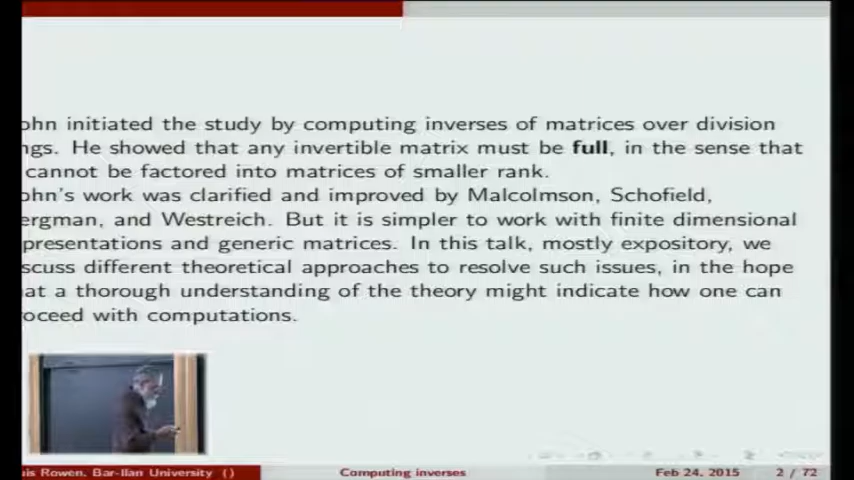 ohn initiated the study by computing inverses of matrices over division
ngs. He showed that any invertible matrix must be full, in the sense that
cannot be factored into matrices of smaller rank.
ohn's work was clarified and improved by Malcolmson, Schofield,
ergman, and Westreich. But it is simpler to work with finite dimensional
presentations and generic matrices. In this talk, mostly expository, we
scuss different theoretical approaches to resolve such issues, in the hope
at a thorough understanding of the theory might indicate how one can
oceed with computations.
uis Rowen, Bar-Ilan University () Computing inverses Feb 24, 2015 2 / 72